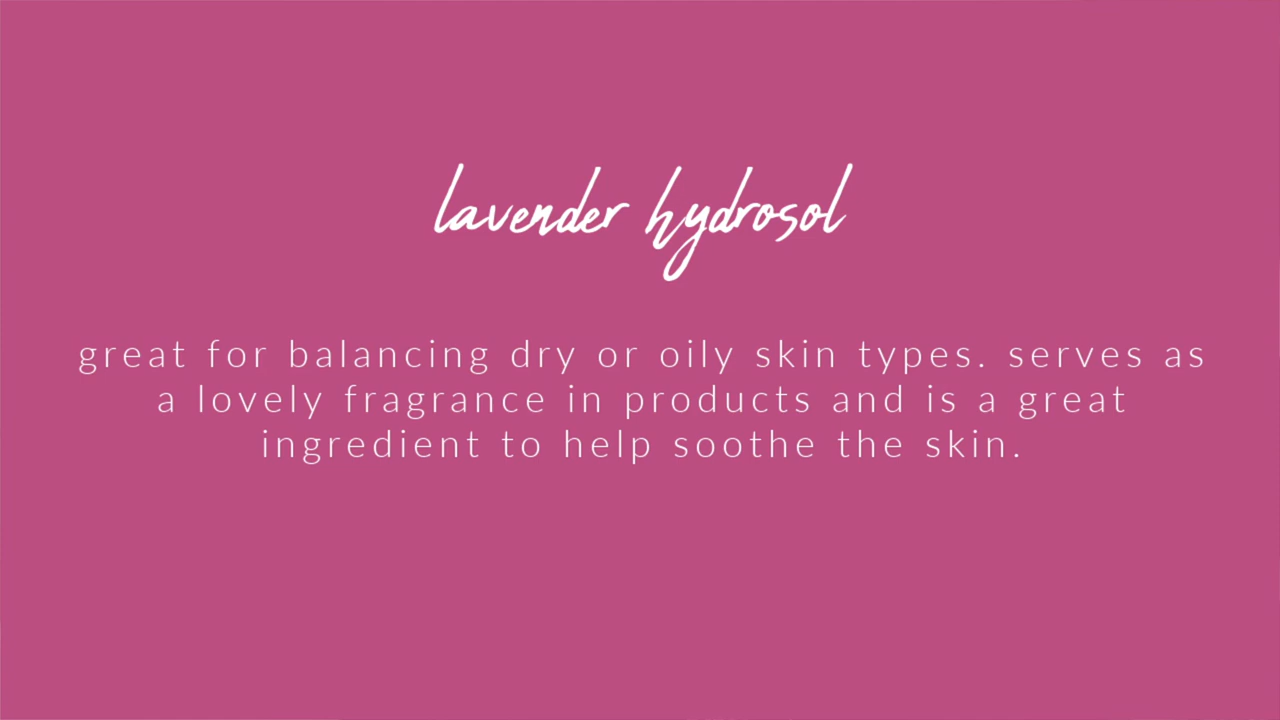 lavender hydrosol
great for balancing dry or oily skin types. serves as
a lovely fragrance in products and is a great
ingredient to help soothe the skin.